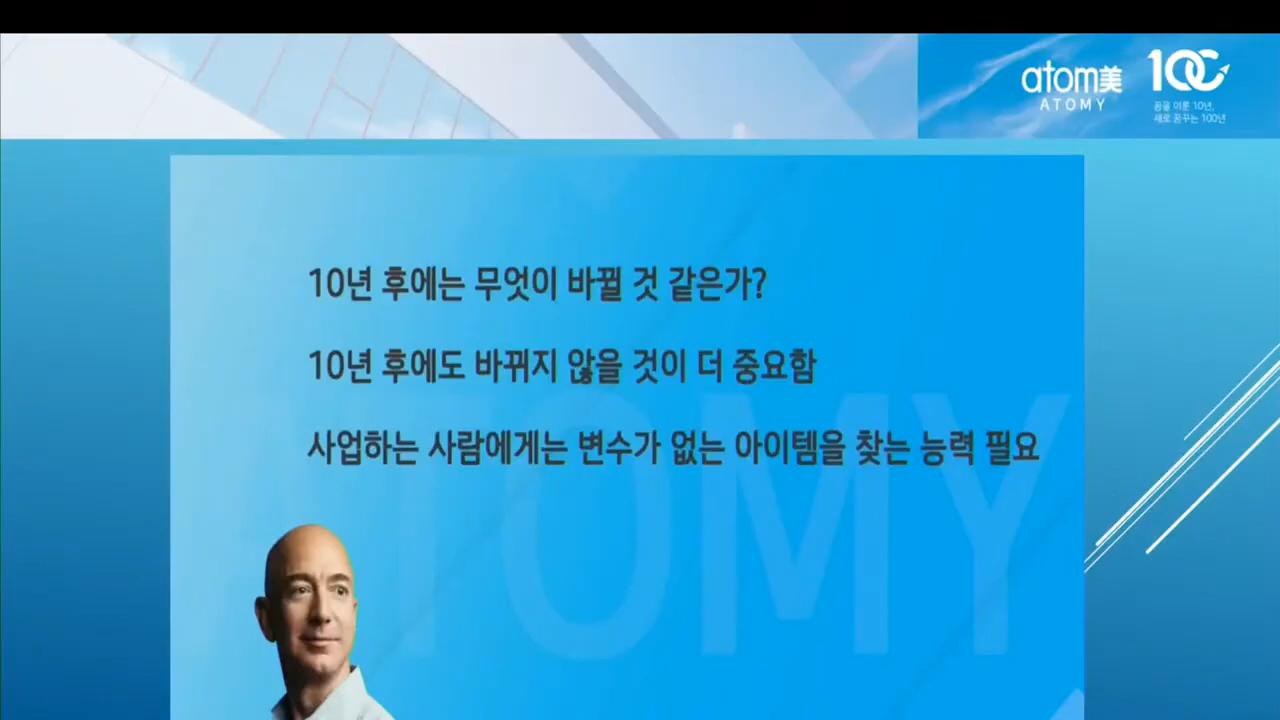 atom美
ATOMY
100
꿈을 이룬 10년,
새로 꿈꾸는 100년
10년 후에는 무엇이 바뀔 것 같은가?
10년 후에도 바뀌지 않을 것이 더 중요함
사업하는 사람에게는 변수가 없는 아이템을 찾는 능력 필요
ATOMY